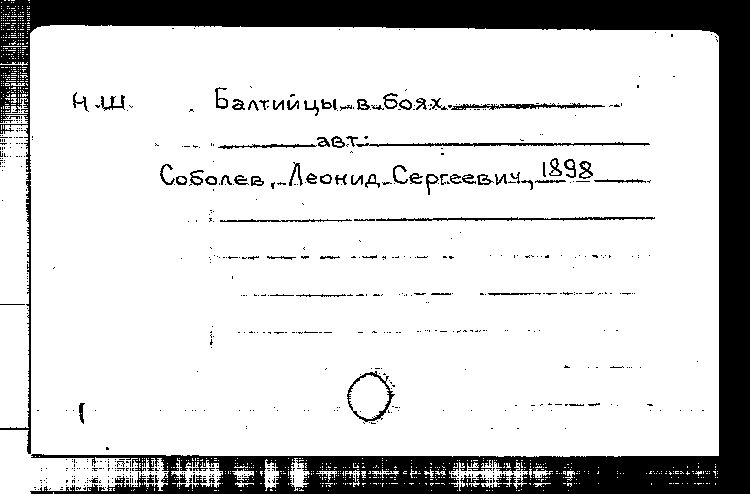 Ч.Ш. Балтийцы в боях
авт:
Соболев, Леонид Сергеевич, 1898